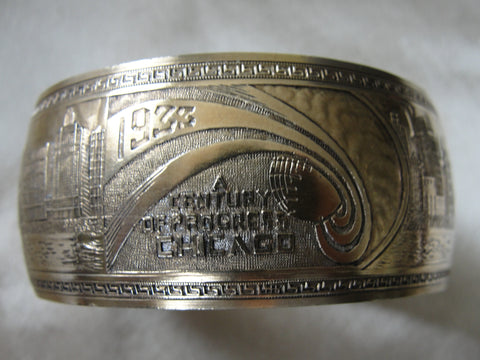 1933
A
CENTURY
OF PROGRESS
CHICAGO